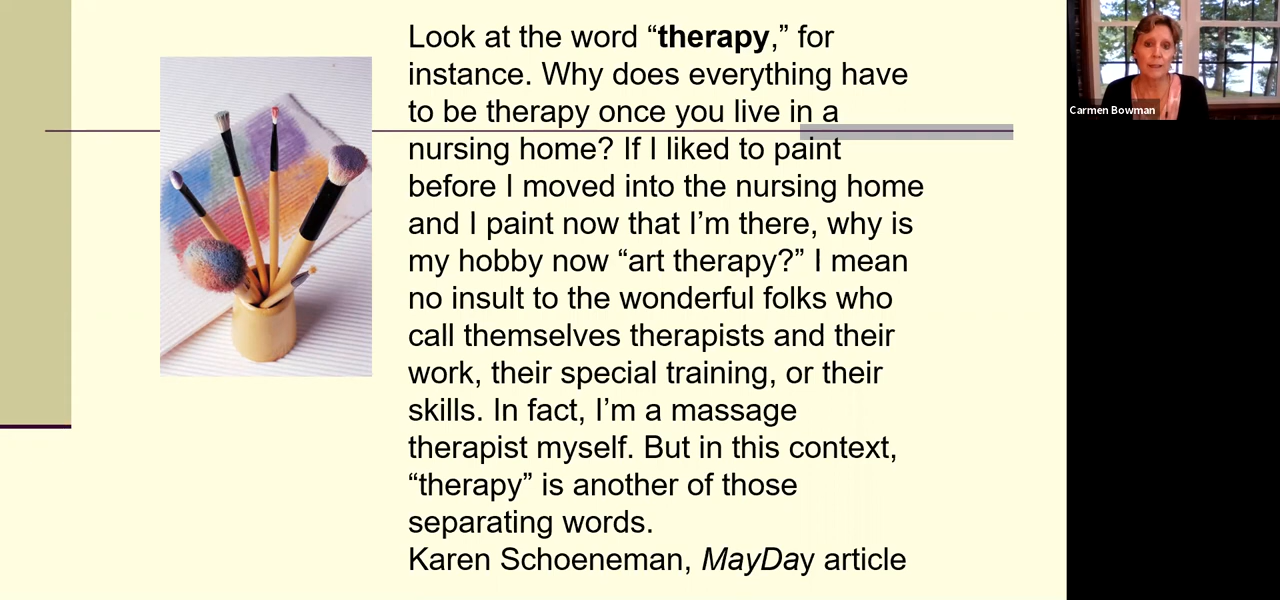 Look at the word “therapy,” for
instance. Why does everything have
to be therapy once you live in a
nursing home? If I liked to paint
before I moved into the nursing home
and I paint now that I’m there, why is
my hobby now “art therapy?” I mean
no insult to the wonderful folks who
call themselves therapists and their
work, their special training, or their
skills. In fact, I’m a massage
therapist myself. But in this context,
“therapy” is another of those
separating words.
Karen Schoeneman, MayDay article
Carmen Bowman